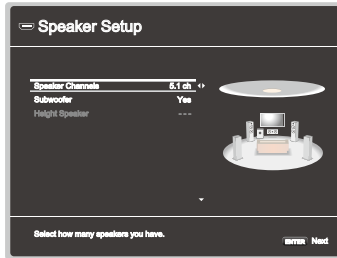 Speaker Setup
Speaker Channels 5.1 ch
Subwoofer Yes
Height Speaker ---
Select how many speakers you have.
ENTER Next